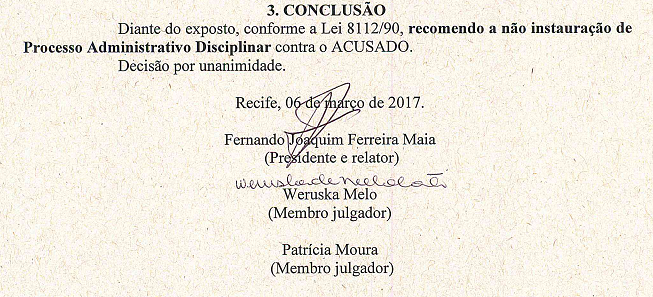 3. CONCLUSÃO
Diante do exposto, conforme a Lei 8112/90, recomendo a não instauração de
Processo Administrativo Disciplinar contra o ACUSADO.
Decisão por unanimidade.
Recife, 06 de março de 2017.
Fernando Joaquim Ferreira Maia
(Presidente e relator)
Weruska Melo
(Membro julgador)
Patrícia Moura
(Membro julgador)